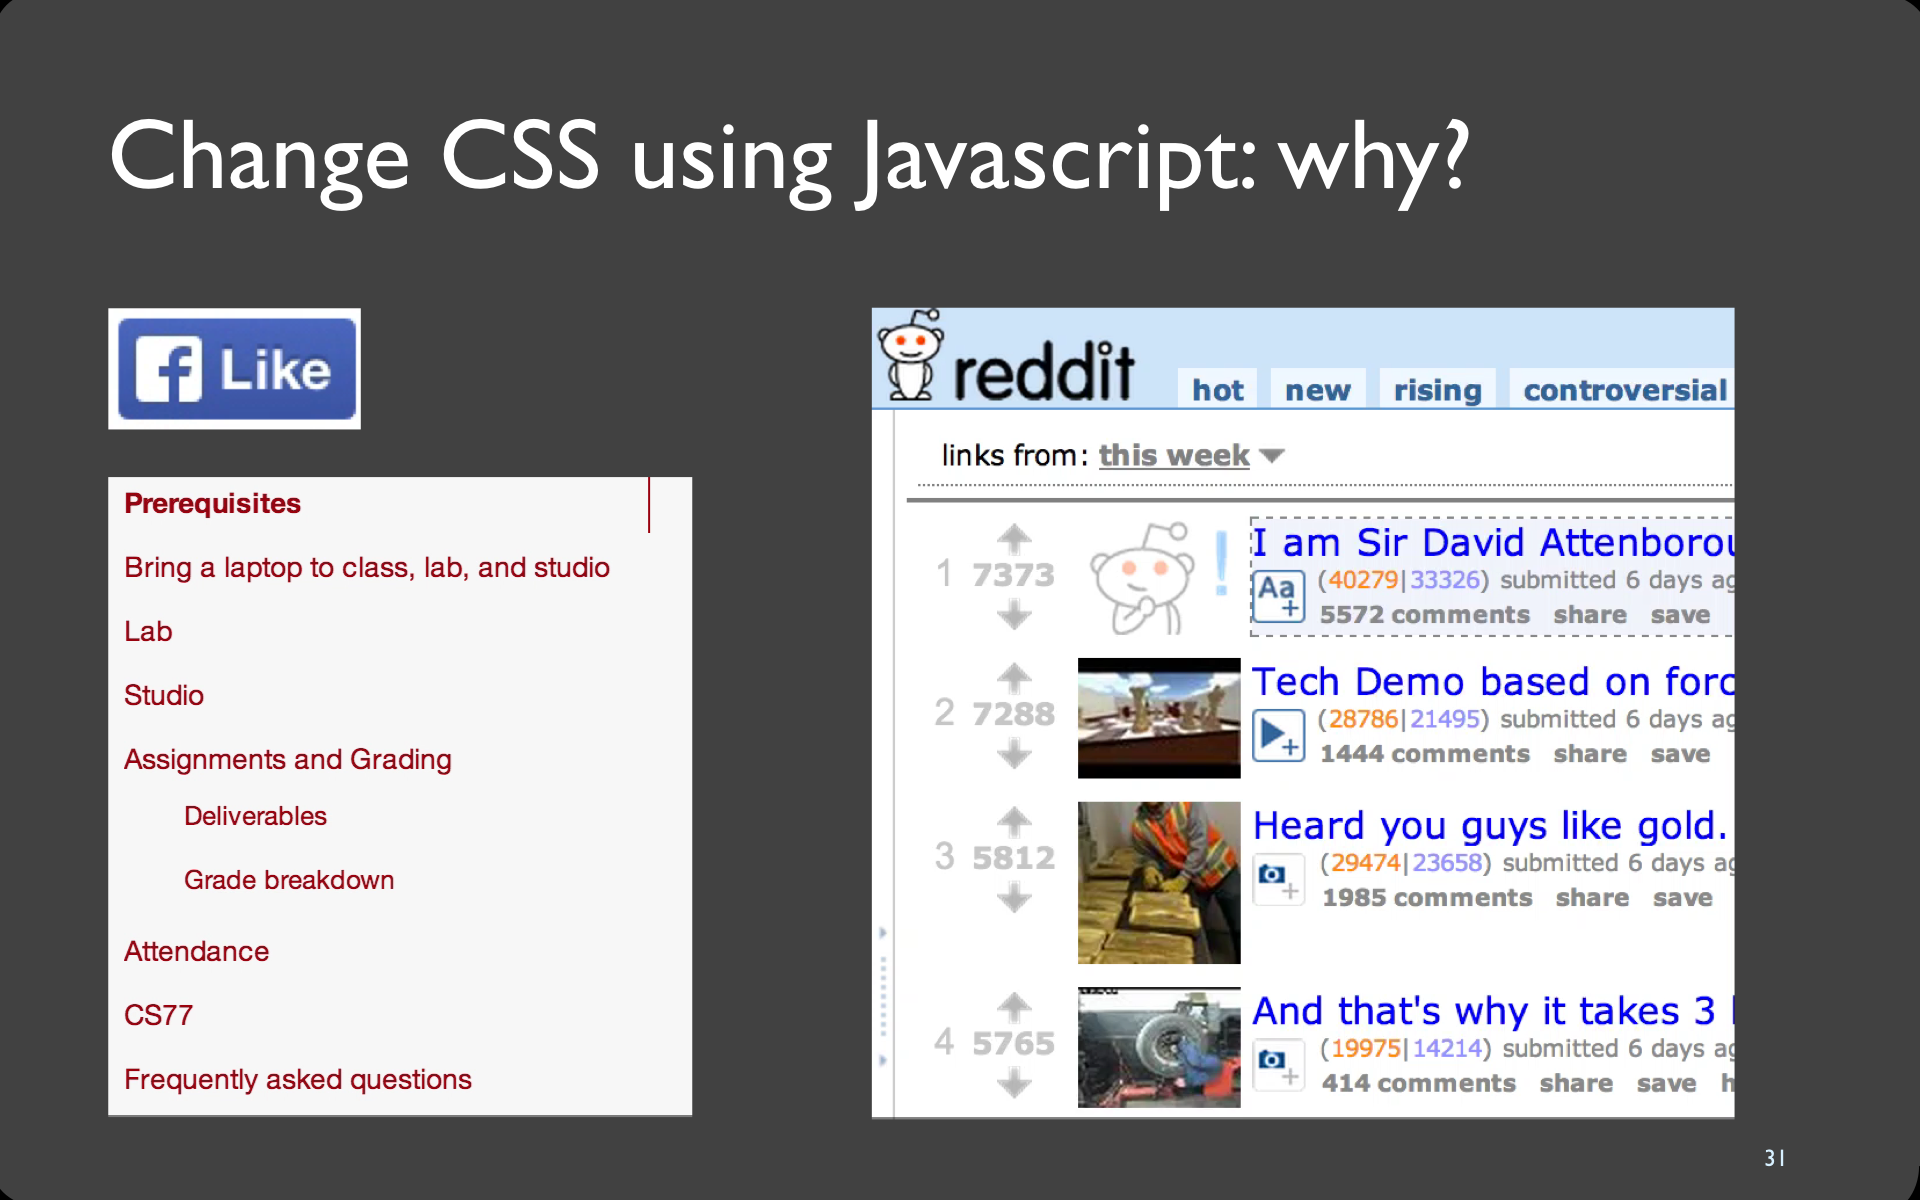 Change CSS using Javascript: why?
Like
Prerequisites
Bring a laptop to class, lab, and studio
Lab
Studio
Assignments and Grading
Deliverables
Grade breakdown
Attendance
CS77
Frequently asked questions
reddit
hot new rising controversial
links from: this week
1 7373
I am Sir David Attenborou
Aa+
(40279|33326) submitted 6 days ag
5572 comments share save
2 7288
Tech Demo based on forc
(28786|21495) submitted 6 days ag
1444 comments share save
3 5812
Heard you guys like gold.
(29474|23658) submitted 6 days ag
1985 comments share save
4 5765
And that's why it takes 3
(19975|14214) submitted 6 days ag
414 comments share save h
31